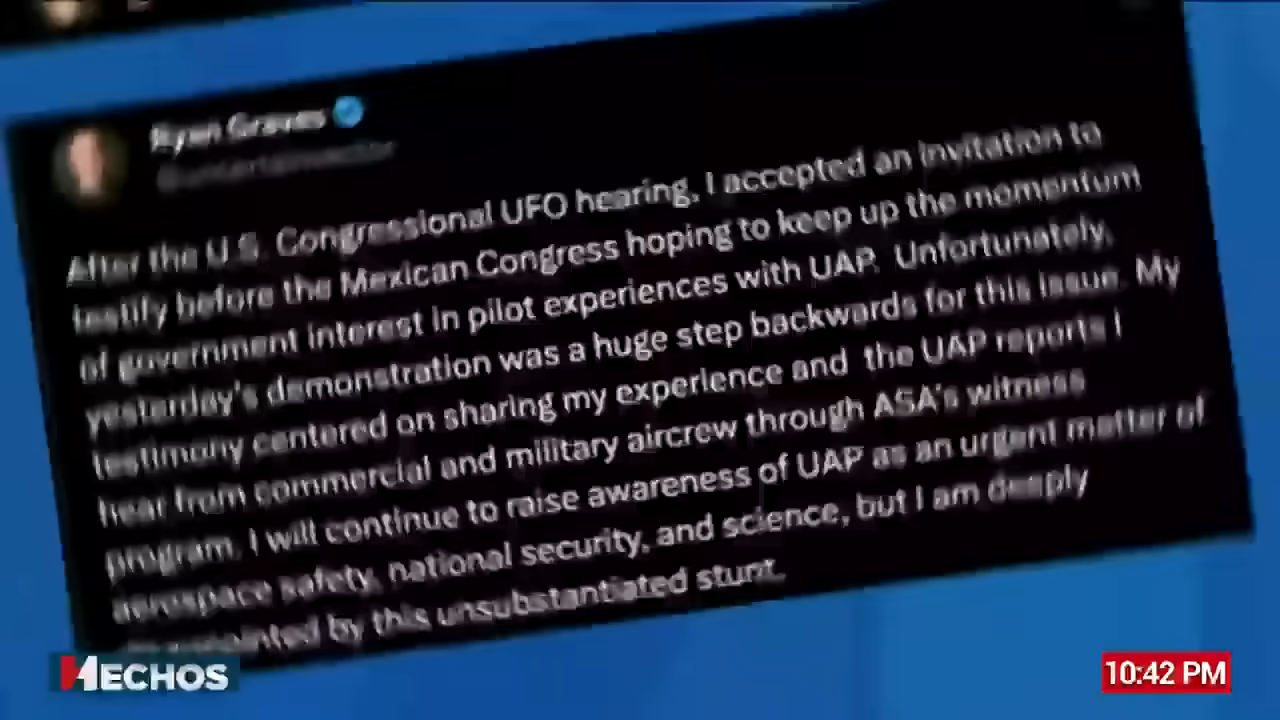 Ryan Graves
After the U.S. Congressional UFO hearing, I accepted an invitation to
testify before the Mexican Congress hoping to keep up the momentum
of government interest in pilot experiences with UAP. Unfortunately,
yesterday's demonstration was a huge step backwards for this issue. My
testimony centered on sharing my experience and the UAP reports I
hear from commercial and military aircrew through ASA's witness
program. I will continue to raise awareness of UAP as an urgent matter of
aerospace safety, national security, and science, but I am deeply
disappointed by this unsubstantiated stunt.
HECHOS
10:42 PM